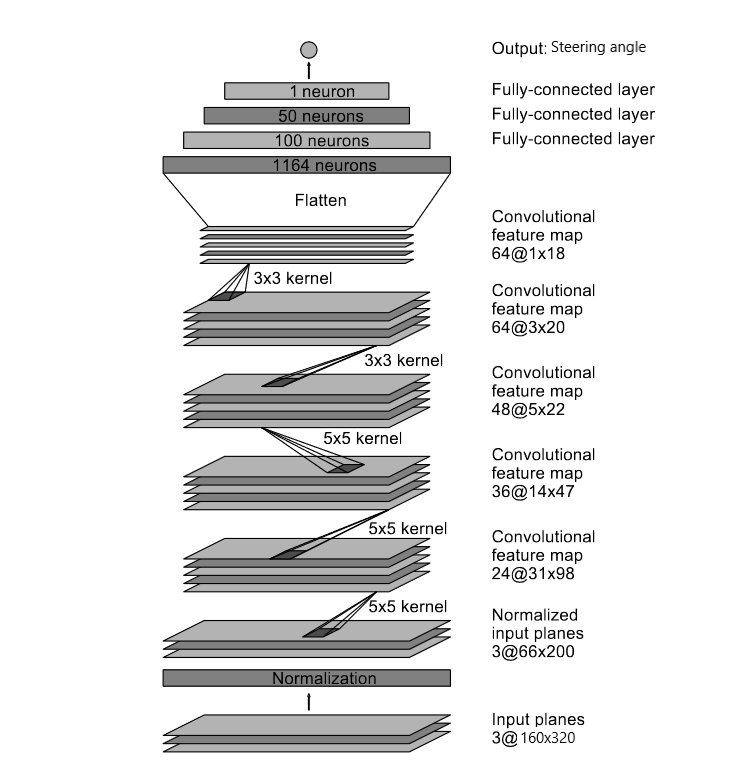 Output: Steering angle
1 neuron
Fully-connected layer
50 neurons
Fully-connected layer
100 neurons
Fully-connected layer
1164 neurons
Flatten
Convolutional
feature map
64@1x18
3x3 kernel
Convolutional
feature map
64@3x20
3x3 kernel
Convolutional
feature map
48@5x22
5x5 kernel
Convolutional
feature map
36@14x47
5x5 kernel
Convolutional
feature map
24@31x98
5x5 kernel
Normalized
input planes
3@66x200
Normalization
Input planes
3@160x320